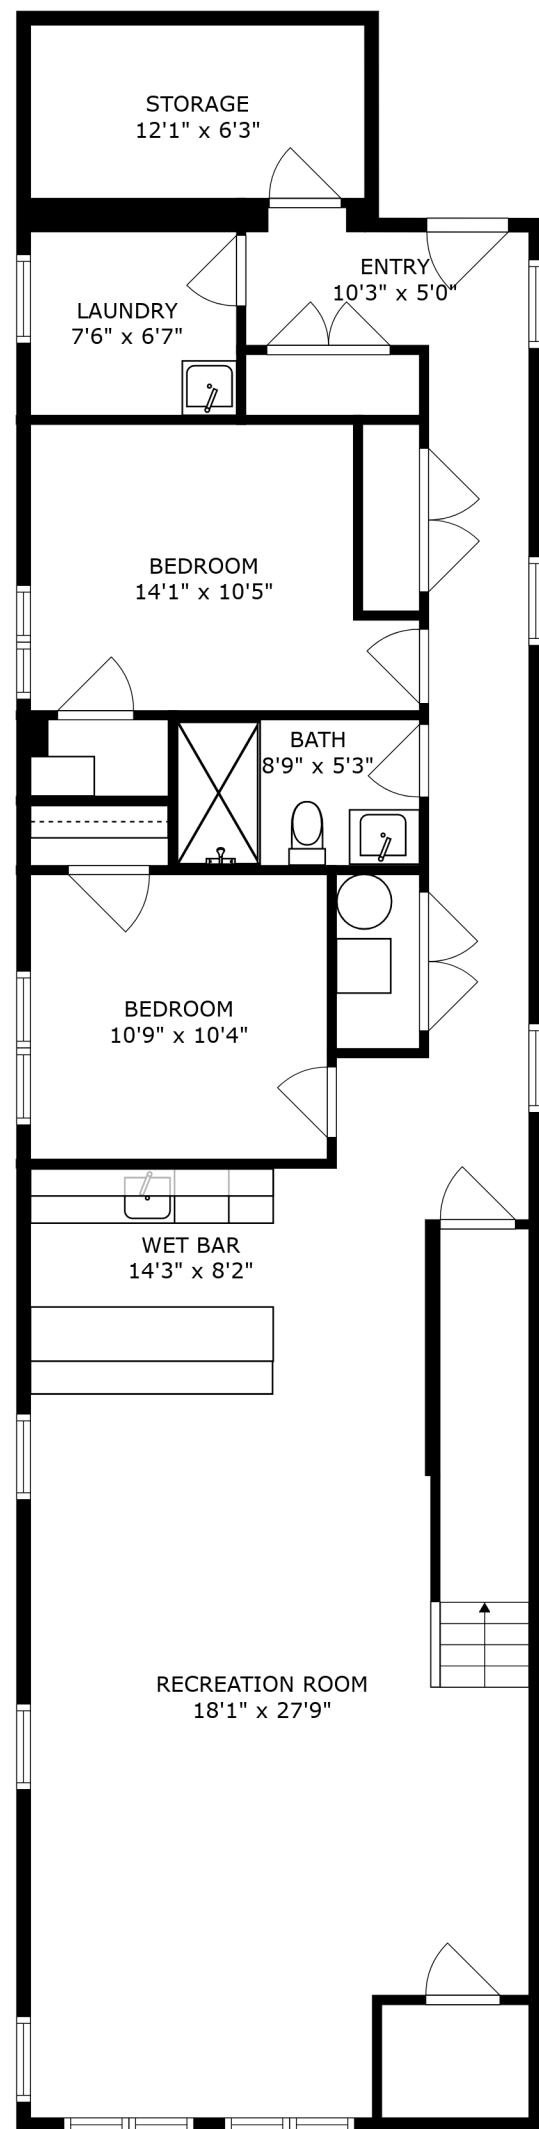 STORAGE
12'1" x 6'3"
ENTRY
10'3" x 5'0"
LAUNDRY
7'6" x 6'7"
BEDROOM
14'1" x 10'5"
BATH
8'9" x 5'3"
BEDROOM
10'9" x 10'4"
WET BAR
14'3" x 8'2"
RECREATION ROOM
18'1" x 27'9"